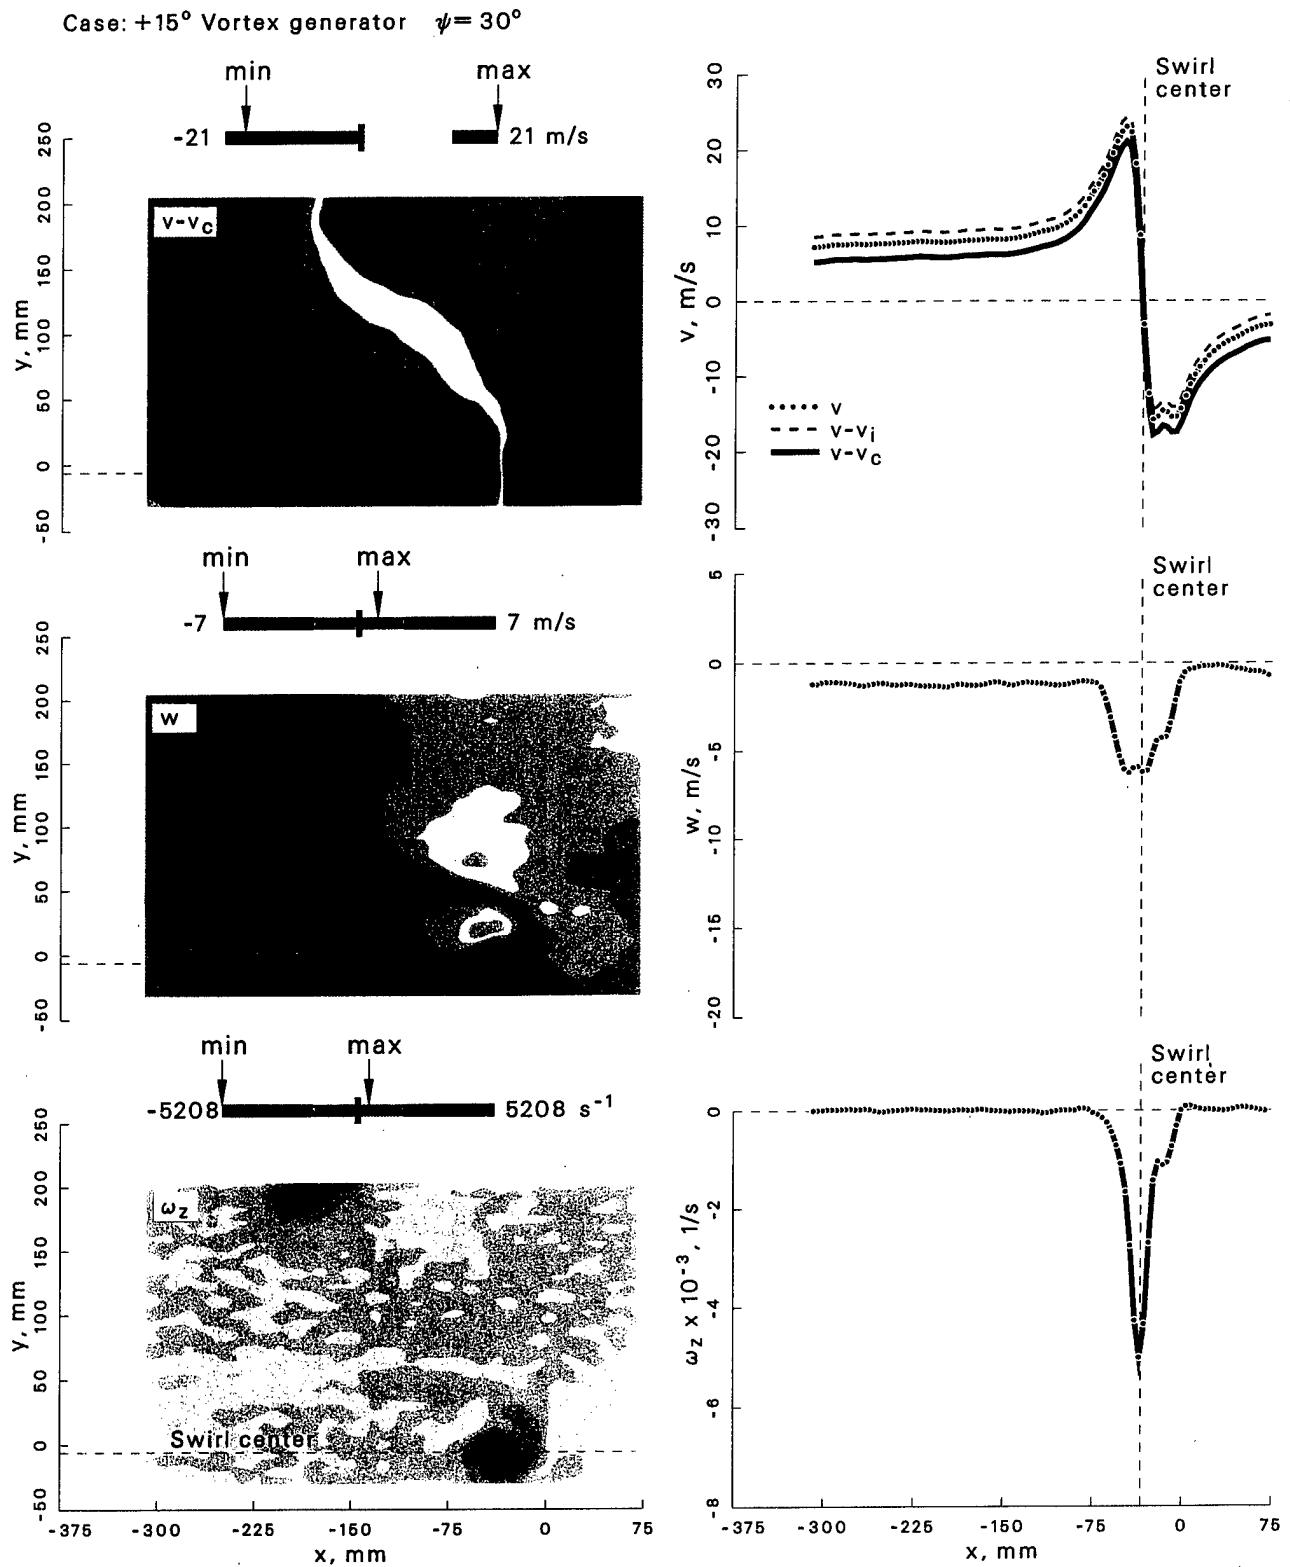 Case: +15° Vortex generator ψ= 30°
min max
-21 21 m/s
250
200
150
100
50
0
-50
y, mm
v-vc
min max
-7 7 m/s
250
200
150
100
50
0
-50
y, mm
w
min max
-5208 5208 s⁻¹
250
200
150
100
50
0
-50
y, mm
ωz
Swirl center
-375 -300 -225 -150 -75 0 75
x, mm
Swirl
center
30
20
10
0
-10
-20
-30
v, m/s
v
v-vi
v-vc
Swirl
center
5
0
-5
-10
-15
-20
w, m/s
Swirl
center
0
-2
-4
-6
-8
ωz x 10⁻³, 1/s
-375 -300 -225 -150 -75 0 75
x, mm